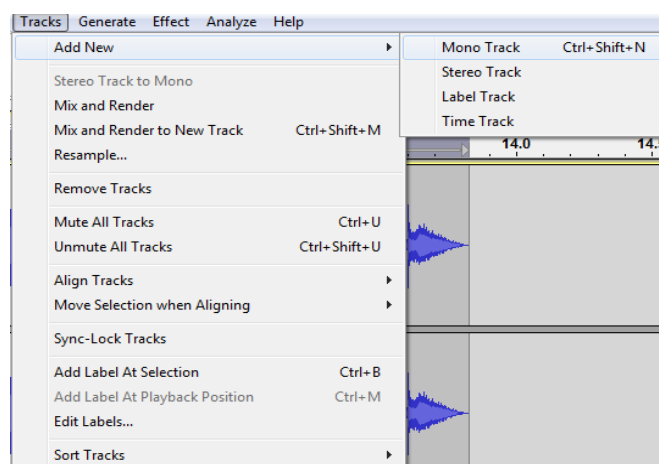 Tracks Generate Effect Analyze Help
Add New
Mono Track Ctrl+Shift+N
Stereo Track
Label Track
Time Track
Stereo Track to Mono
Mix and Render
Mix and Render to New Track Ctrl+Shift+M
Resample...
14.0 14.
Remove Tracks
Mute All Tracks Ctrl+U
Unmute All Tracks Ctrl+Shift+U
Align Tracks
Move Selection when Aligning
Sync-Lock Tracks
Add Label At Selection Ctrl+B
Add Label At Playback Position Ctrl+M
Edit Labels...
Sort Tracks